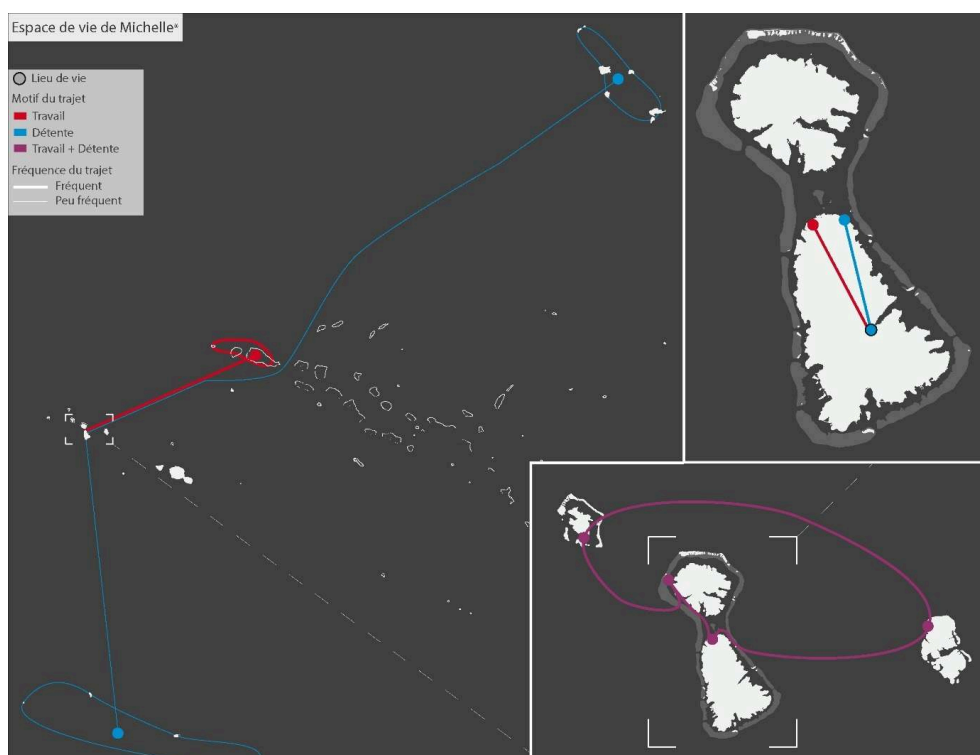 Espace de vie de Michelle*
Lieu de vie
Motif du trajet
Travail
Détente
Travail + Détente
Fréquence du trajet
Fréquent
Peu fréquent